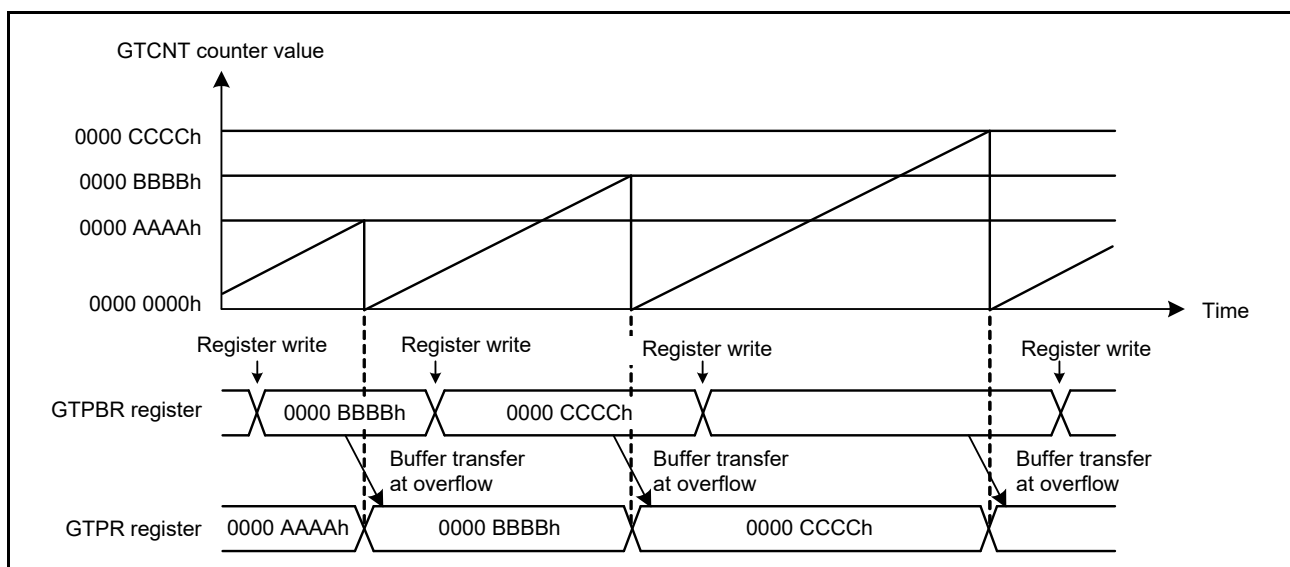 GTCNT counter value
0000 CCCCh
0000 BBBBh
0000 AAAAh
0000 0000h
Time
Register write
Register write
Register write
Register write
GTPBR register
0000 BBBBh
0000 CCCCh
Buffer transfer
at overflow
Buffer transfer
at overflow
Buffer transfer
at overflow
GTPR register
0000 AAAAh
0000 BBBBh
0000 CCCCh